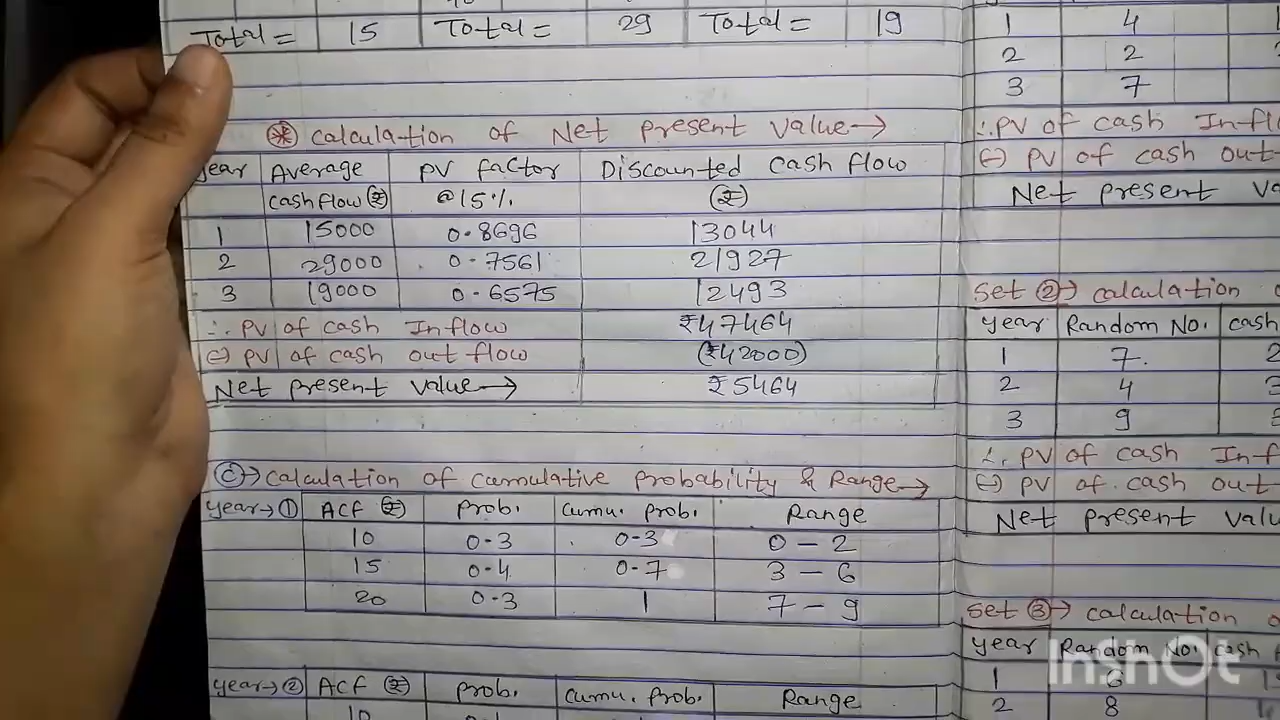 Total = 15 Total = 29 Total = 19
⊛ Calculation of Net Present Value→
year Average PV factor Discounted cash flow
cash flow (₹) @15% (₹)
1 15000 0.8696 13044
2 29000 0.7561 21927
3 19000 0.6575 12493
∴ PV of cash Inflow ₹47464
(-) PV of cash out flow (₹42000)
Net present value→ ₹5464
(C)→ Calculation of Cumulative Probability & Range→
year→① ACF (₹) Prob. Cumu. Prob. Range
10 0.3 0.3 0 - 2
15 0.4 0.7 3 - 6
20 0.3 1 7 - 9
year→② ACF (₹) Prob. Cumu. Prob. Range
10
1 4
2 2
3 7
∴ PV of cash Inflo
(-) PV of cash out
Net present va
Set ②→ calculation o
year Random No. cash
1 7 2
2 4
3 9
∴ PV of cash Inf
(-) PV of cash out
Net present valu
Set ③→ calculation o
year Random No. cash
1 6 1
2 8
InShOt